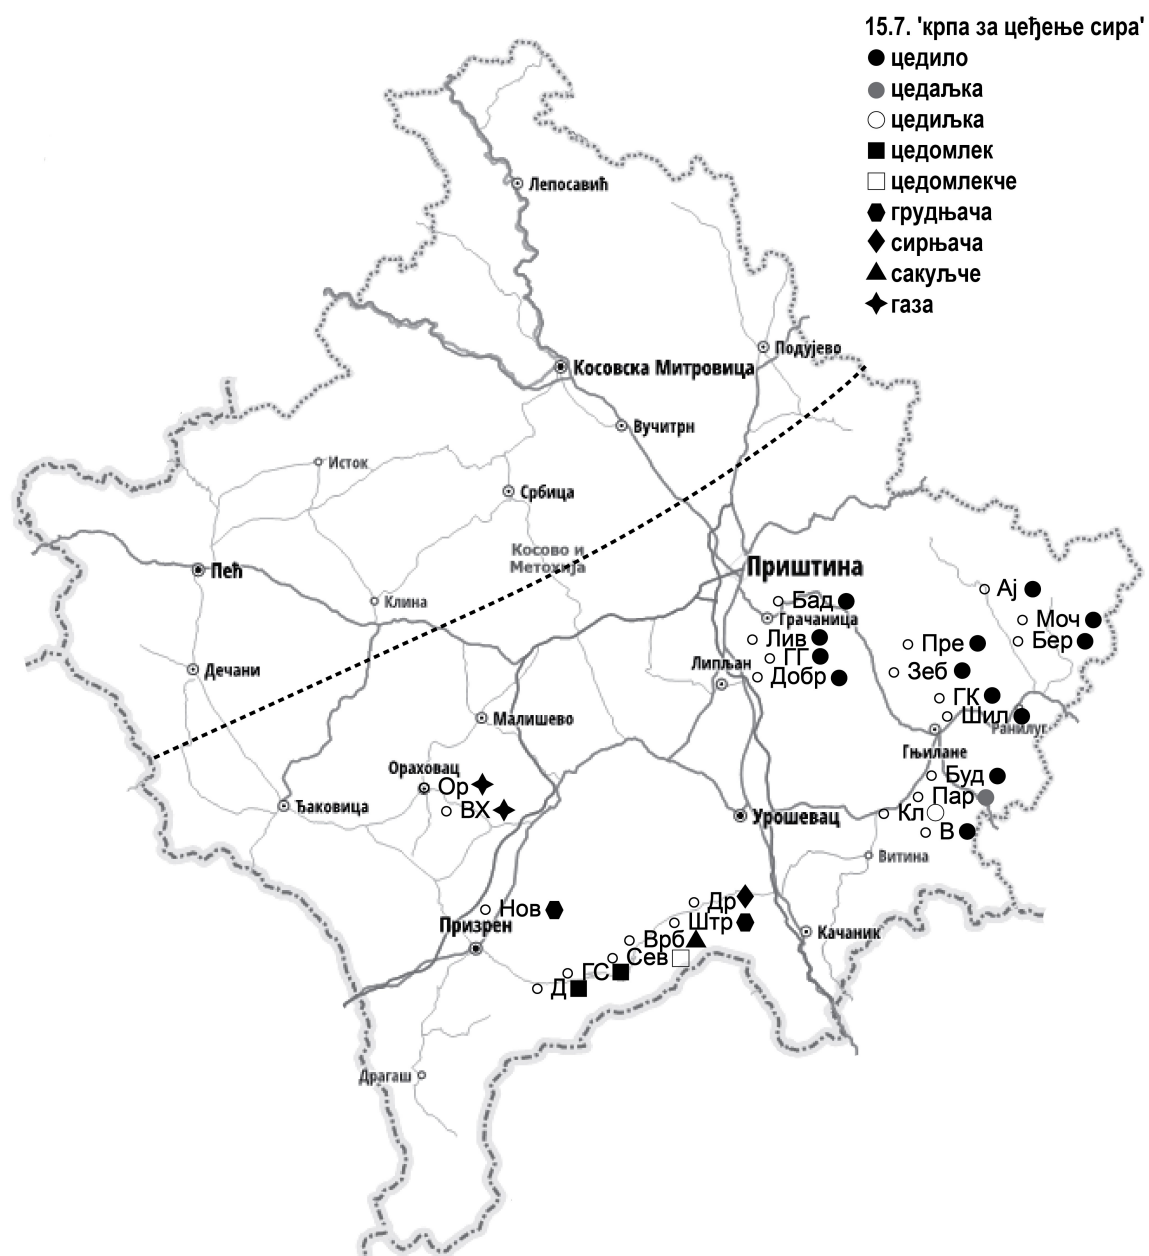 15.7. 'крпа за цеђење сира'
цедило
цедаљка
цедиљка
цедомлек
цедомлекче
грудњача
сирњача
сакуљче
газа
Лепосавић
Подујево
Косовска Митровица
Вучитрн
Исток
Србица
Косово и
Метохија
Приштина
Пећ
Клина
Ај
Бад
Грачаница
Моч
Бер
Лив
Пре
ГГ
Липљан
Зеб
Добр
Дечани
ГК
Шил
Ранилуг
Малишево
Гњилане
Ораховац
Ор
Буд
Пар
Ђаковица
ВХ
Урошевац
Кл
В
Витина
Др
Нов
Штр
Призрен
Качаник
Врб
Сев
ГС
Д
Драгаш